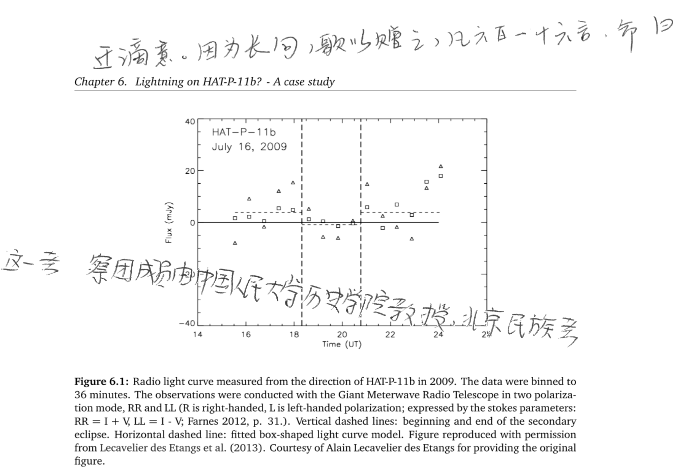 迁谪意。因为长句，歌以赠之，凡六百一十六言，命曰
Chapter 6. Lightning on HAT-P-11b? - A case study
HAT-P-11b
July 16, 2009
40
20
0
-40
Flux (mJy)
14 16 18 20 22 24 26
Time (UT)
这一考 察团成员由中国人民大学历史学院教授、北京民族考
Figure 6.1: Radio light curve measured from the direction of HAT-P-11b in 2009. The data were binned to
36 minutes. The observations were conducted with the Giant Meterwave Radio Telescope in two polariza-
tion mode, RR and LL (R is right-handed, L is left-handed polarization; expressed by the stokes parameters:
RR = I + V, LL = I - V; Farnes 2012, p. 31.). Vertical dashed lines: beginning and end of the secondary
eclipse. Horizontal dashed line: fitted box-shaped light curve model. Figure reproduced with permission
from Lecavelier des Etangs et al. (2013). Courtesy of Alain Lecavelier des Etangs for providing the original
figure.